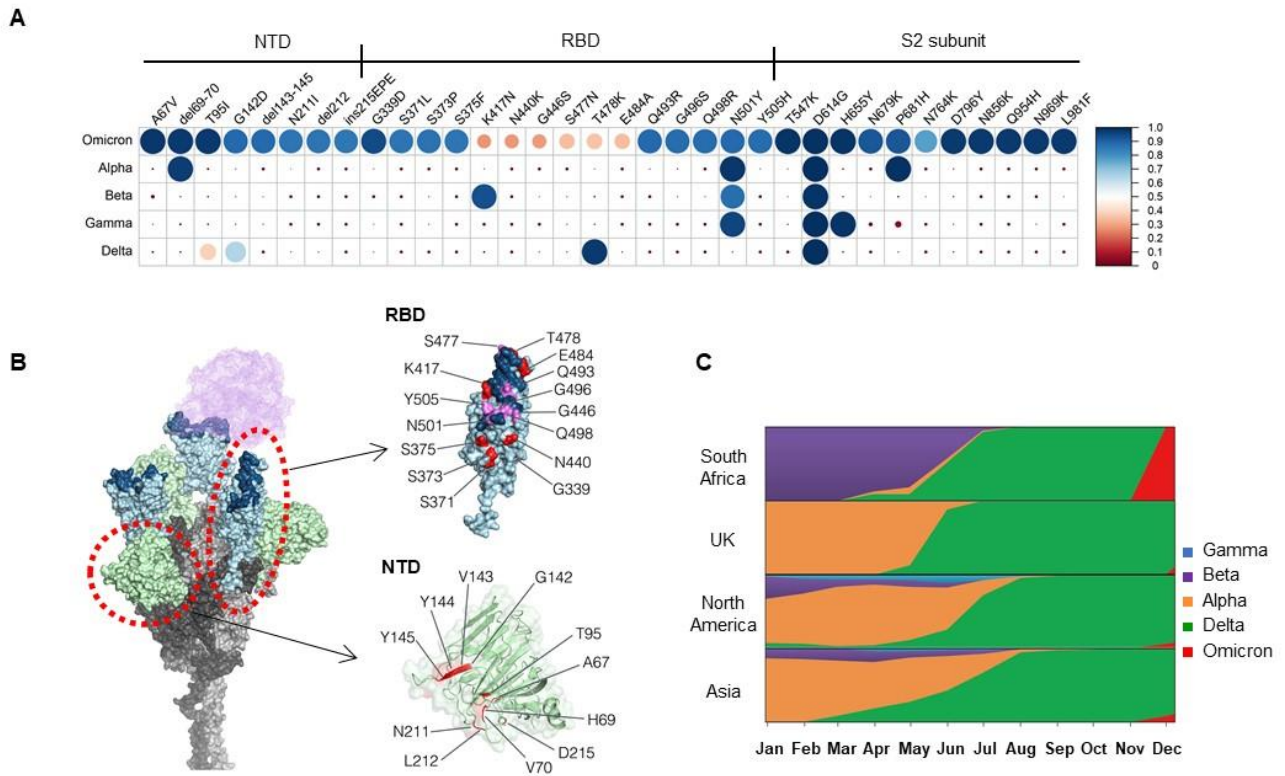 A
NTD
RBD
S2 subunit
A67V
del69-70
T95I
G142D
del143-145
N211I
del212
ins215EPE
G339D
S371L
S373P
S375F
K417N
N440K
G446S
S477N
T478K
E484A
Q493R
G496S
Q498R
N501Y
Y505H
T547K
D614G
H655Y
N679K
P681H
N764K
D796Y
N856K
Q954H
N969K
L981F
Omicron
Alpha
Beta
Gamma
Delta
1.0
0.9
0.8
0.7
0.6
0.5
0.4
0.3
0.2
0.1
0
B
RBD
S477
K417
Y505
N501
S375
S373
S371
T478
E484
Q493
G496
G446
Q498
N440
G339
NTD
V143
G142
Y144
Y145
T95
A67
H69
D215
V70
L212
N211
C
South
Africa
UK
North
America
Asia
Gamma
Beta
Alpha
Delta
Omicron
Jan Feb Mar Apr May Jun Jul Aug Sep Oct Nov Dec